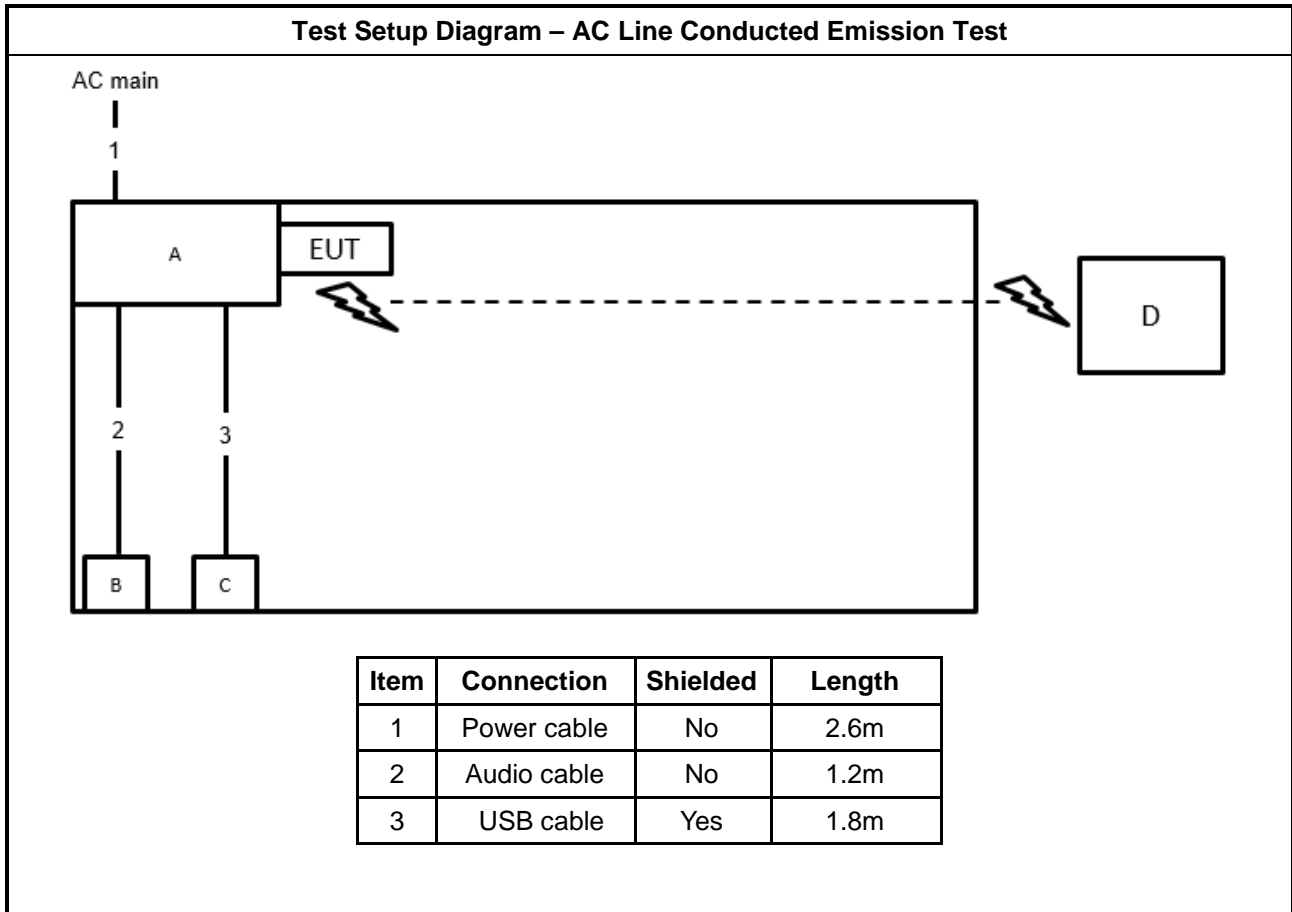 Test Setup Diagram – AC Line Conducted Emission Test
AC main
1
A
EUT
D
2
3
B
C
Item Connection Shielded Length
1 Power cable No 2.6m
2 Audio cable No 1.2m
3 USB cable Yes 1.8m